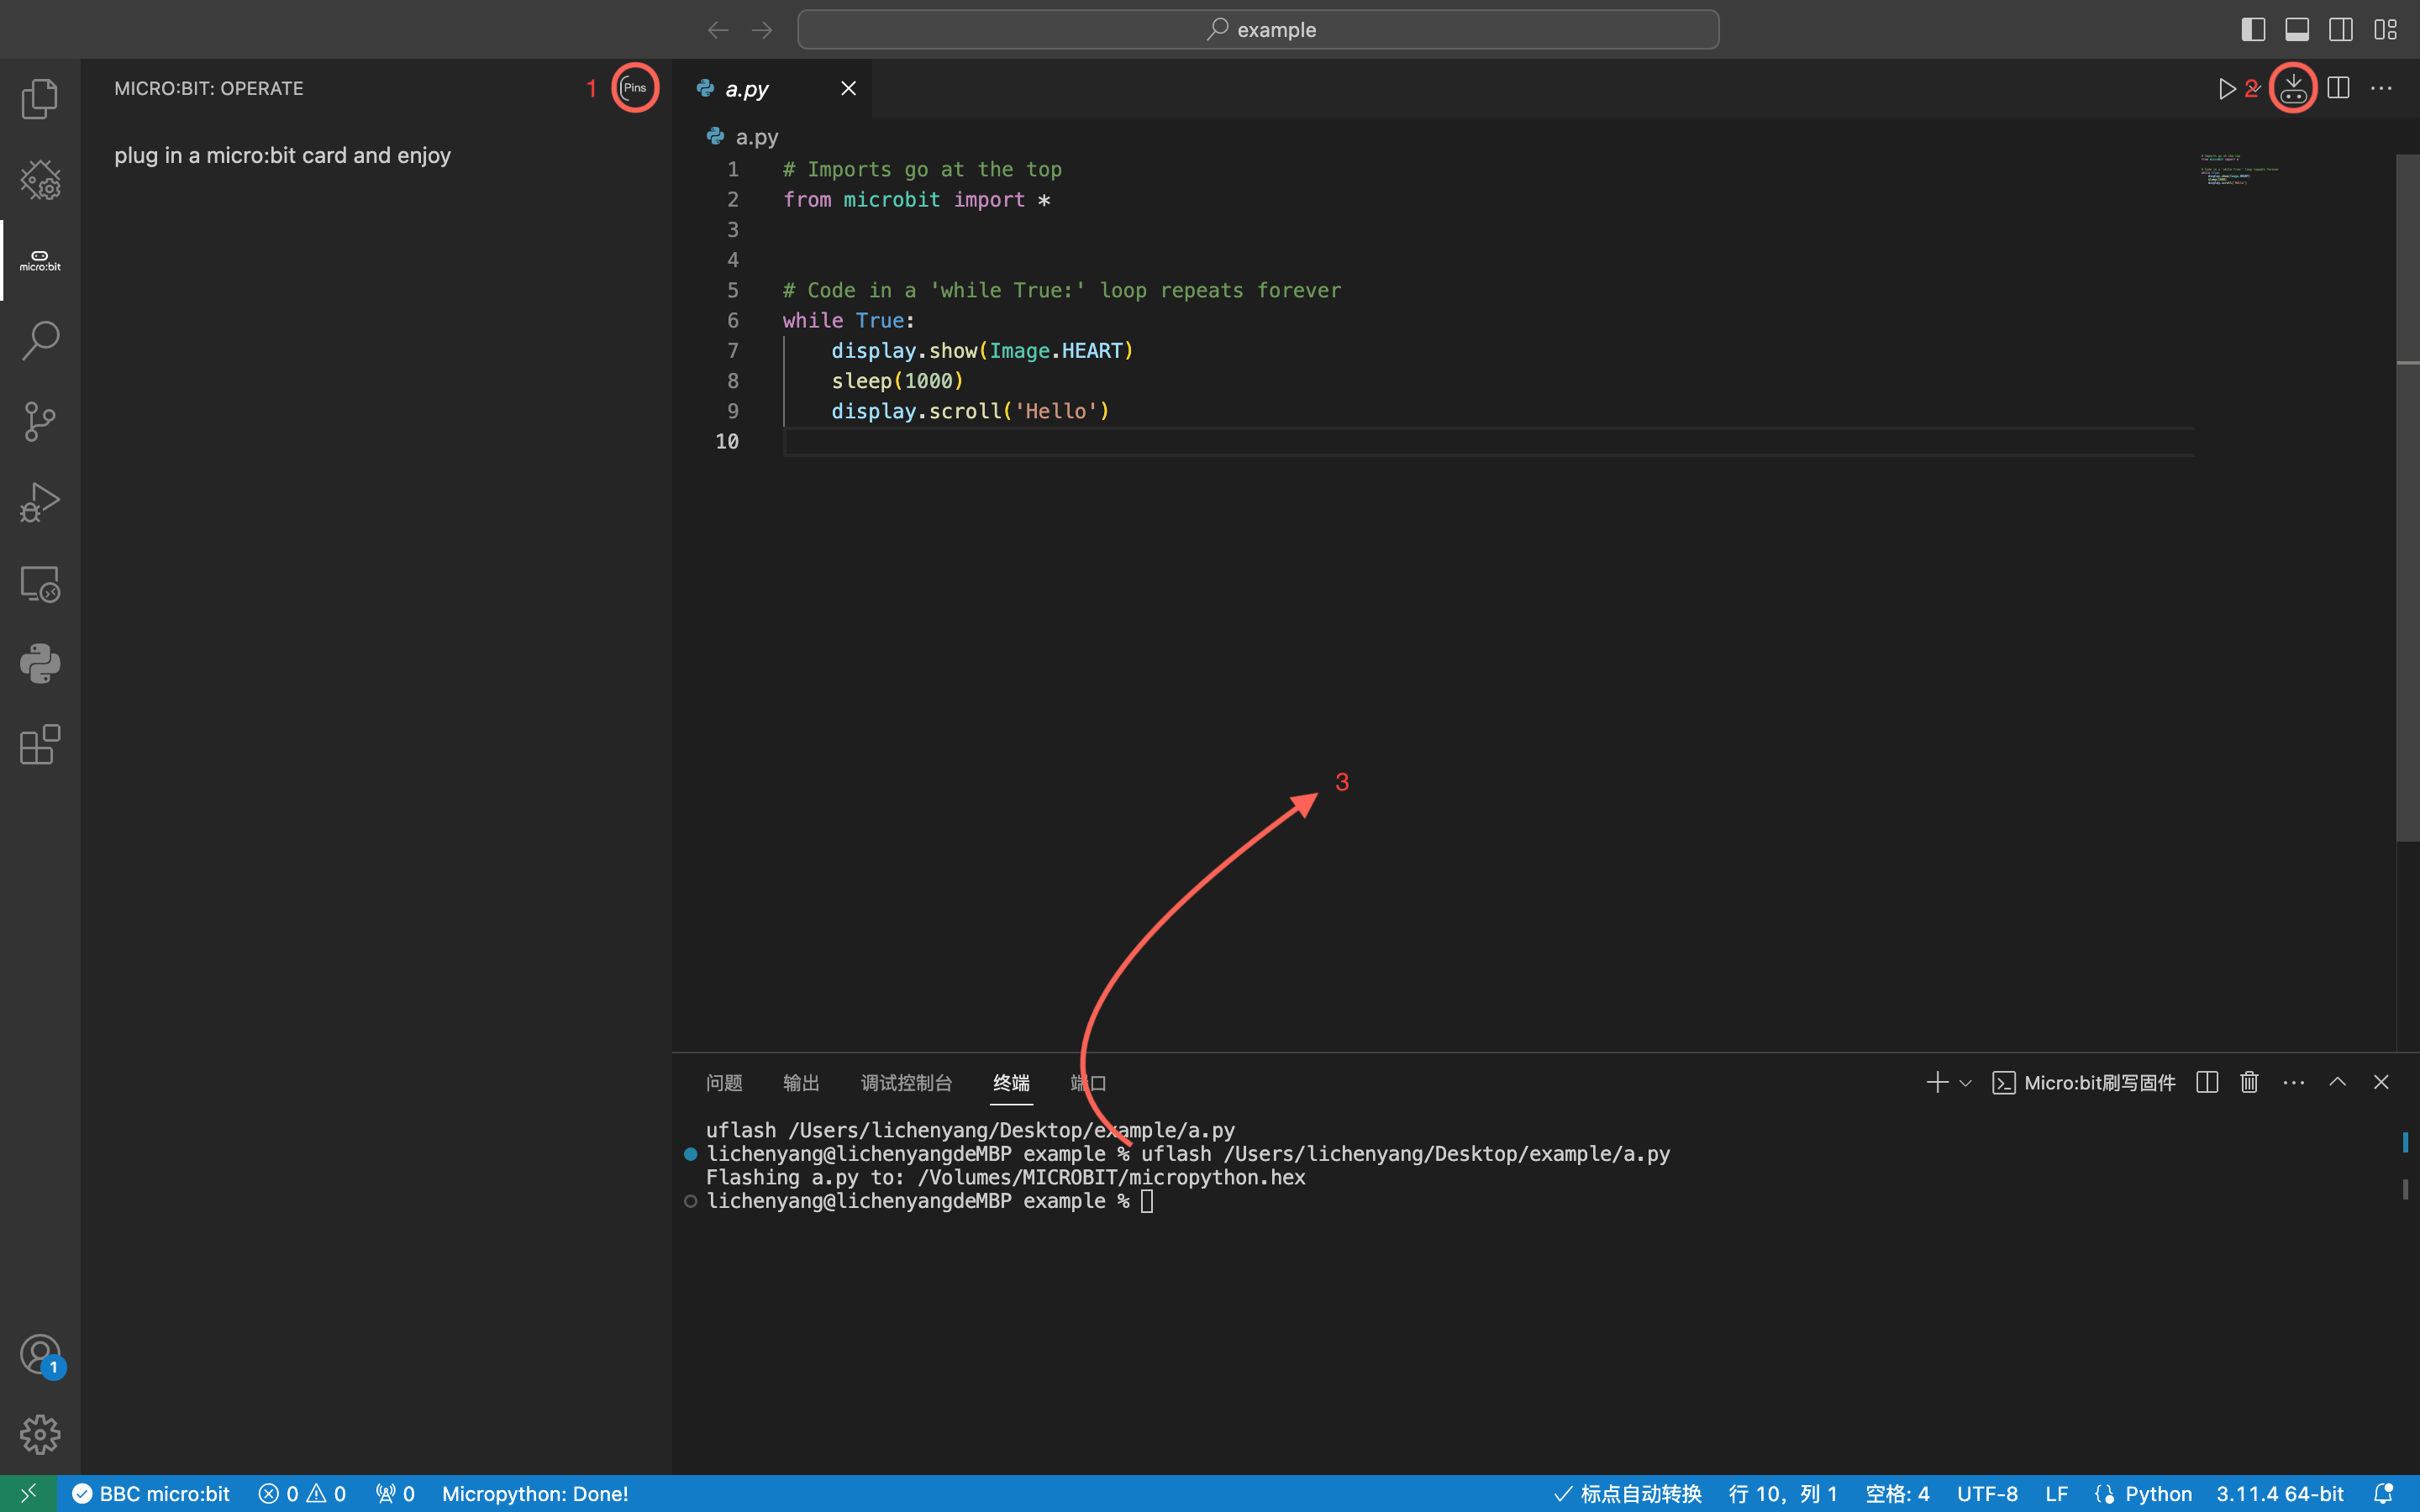 example
MICRO:BIT: OPERATE
1
Pins
a.py
2
plug in a micro:bit card and enjoy
micro:bit
a.py
1 # Imports go at the top
2 from microbit import *
3
4
5 # Code in a 'while True:' loop repeats forever
6 while True:
7 display.show(Image.HEART)
8 sleep(1000)
9 display.scroll('Hello')
10
3
问题 输出 调试控制台 终端 端口
Micro:bit刷写固件
uflash /Users/lichenyang/Desktop/example/a.py
lichenyang@lichenyangdeMBP example % uflash /Users/lichenyang/Desktop/example/a.py
Flashing a.py to: /Volumes/MICROBIT/micropython.hex
lichenyang@lichenyangdeMBP example %
1
BBC micro:bit 0 0 0 Micropython: Done! 标点自动转换 行 10，列 1 空格: 4 UTF-8 LF Python 3.11.4 64-bit